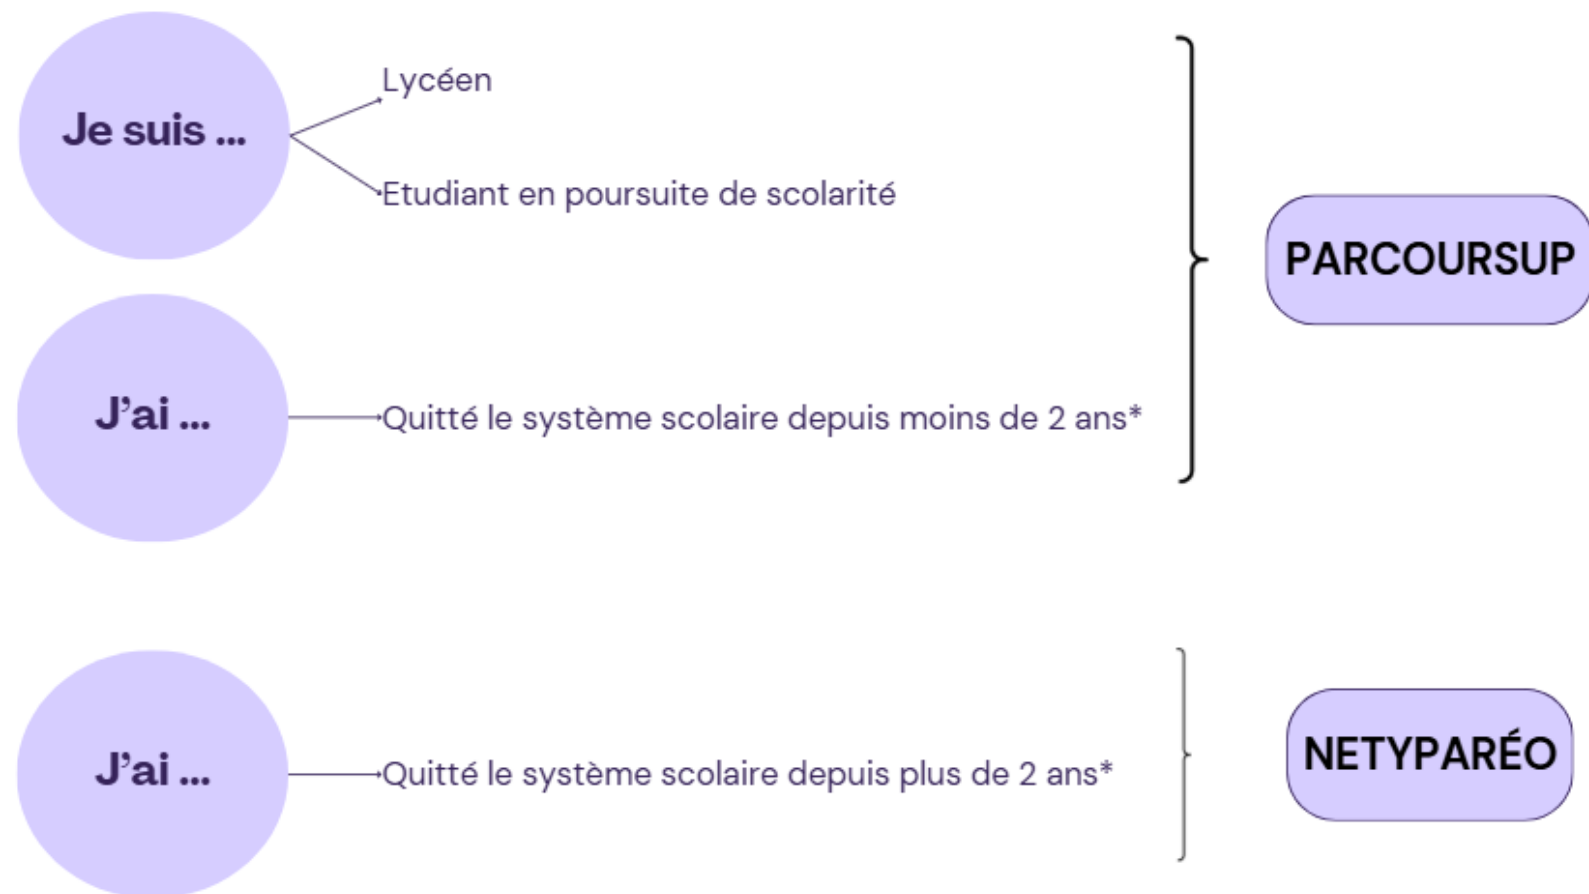 Je suis ...
Lycéen
Etudiant en poursuite de scolarité
PARCOURSUP
J’ai ...
Quitté le système scolaire depuis moins de 2 ans*
J’ai ...
Quitté le système scolaire depuis plus de 2 ans*
NETYPARÉO